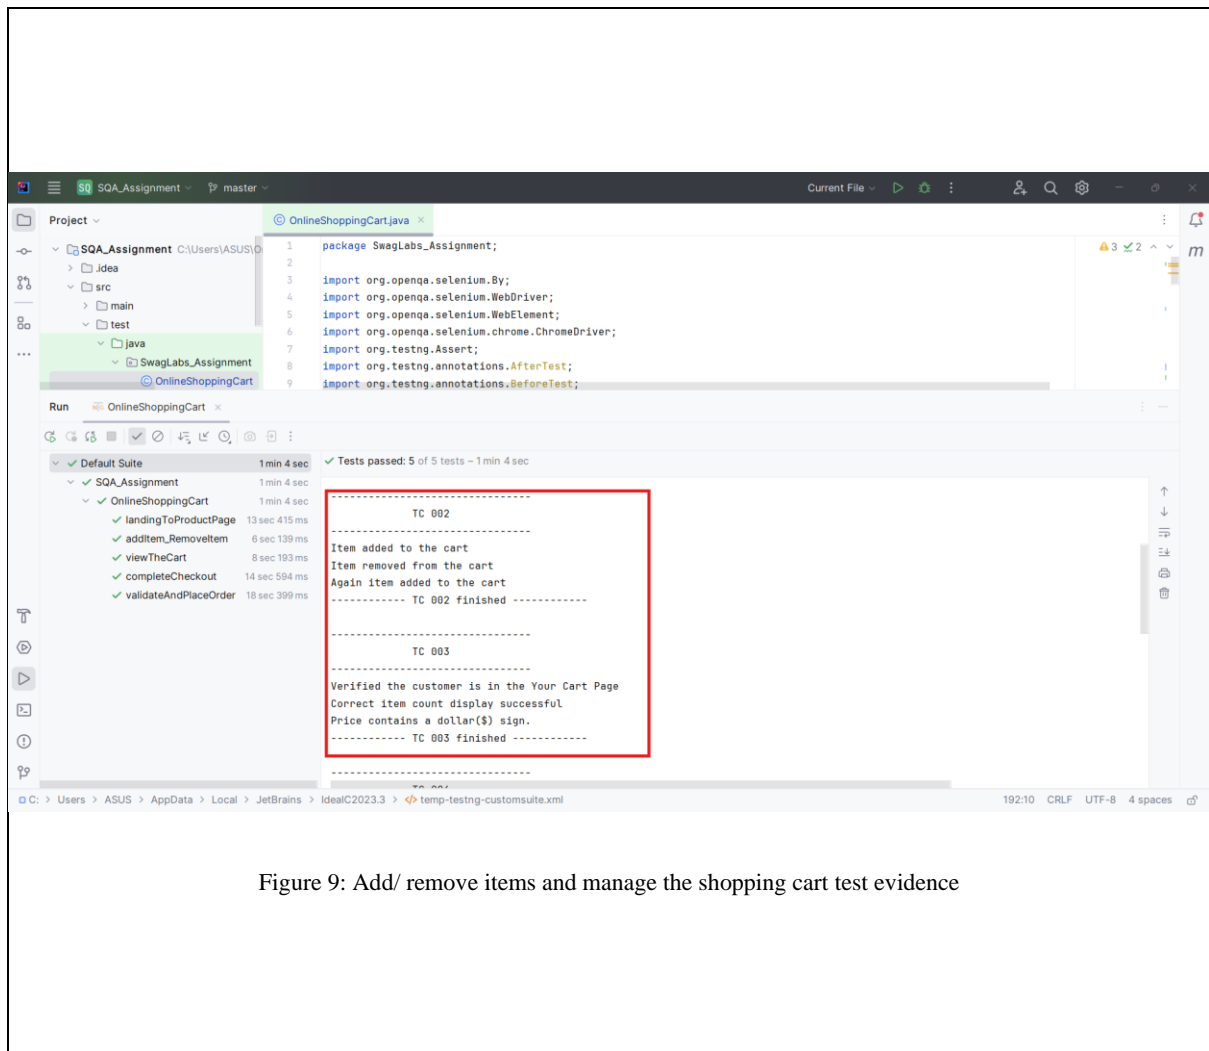 SQ SQA_Assignment master Current File
Project
OnlineShoppingCart.java
SQA_Assignment C:\Users\ASUS\O
.idea
src
main
test
java
SwagLabs_Assignment
OnlineShoppingCart
1 package SwagLabs_Assignment;
2
3 import org.openqa.selenium.By;
4 import org.openqa.selenium.WebDriver;
5 import org.openqa.selenium.WebElement;
6 import org.openqa.selenium.chrome.ChromeDriver;
7 import org.testng.Assert;
8 import org.testng.annotations.AfterTest;
9 import org.testng.annotations.BeforeTest;
3 2
m
Run OnlineShoppingCart
Default Suite 1 min 4 sec
SQA_Assignment 1 min 4 sec
OnlineShoppingCart 1 min 4 sec
landingToProductPage 13 sec 415 ms
addItem_RemoveItem 6 sec 139 ms
viewTheCart 8 sec 193 ms
completeCheckout 14 sec 594 ms
validateAndPlaceOrder 18 sec 399 ms
Tests passed: 5 of 5 tests – 1 min 4 sec
-------------------------------
TC 002
-------------------------------
Item added to the cart
Item removed from the cart
Again item added to the cart
------------ TC 002 finished ------------
-------------------------------
TC 003
-------------------------------
Verified the customer is in the Your Cart Page
Correct item count display successful
Price contains a dollar($) sign.
------------ TC 003 finished ------------
-------------------------------
C: > Users > ASUS > AppData > Local > JetBrains > IdeaIC2023.3 > temp-testng-customsuite.xml
192:10 CRLF UTF-8 4 spaces
Figure 9: Add/ remove items and manage the shopping cart test evidence